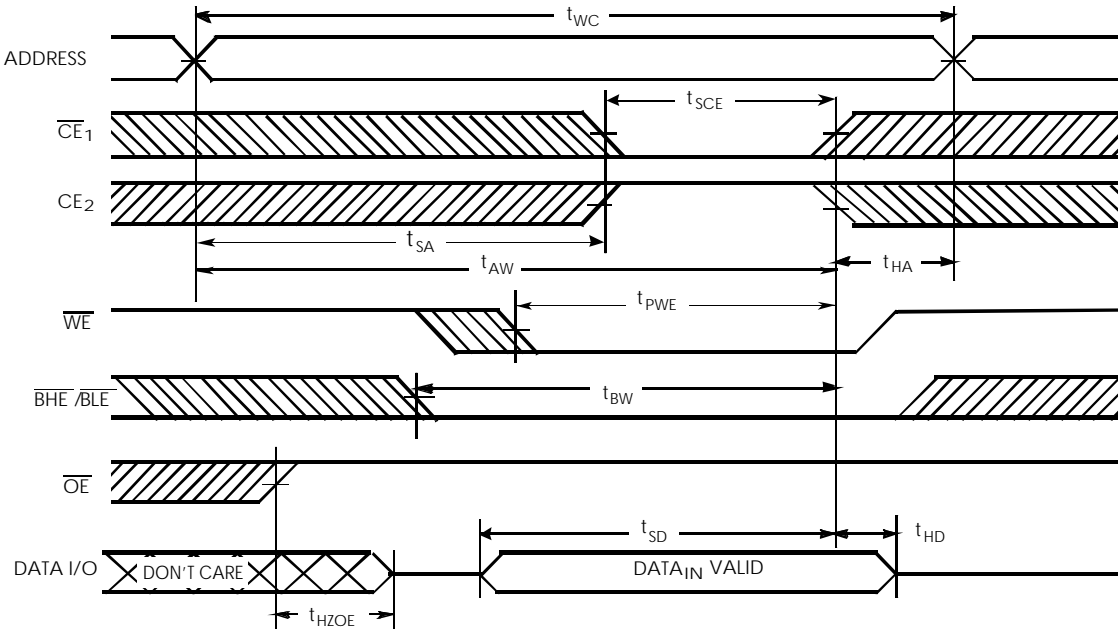 tWC
ADDRESS
tSCE
CE1
CE2
tSA
tAW
tHA
tPWE
WE
BHE /BLE
tBW
OE
tSD
tHD
DATA I/O
DON'T CARE
DATAIN VALID
tHZOE